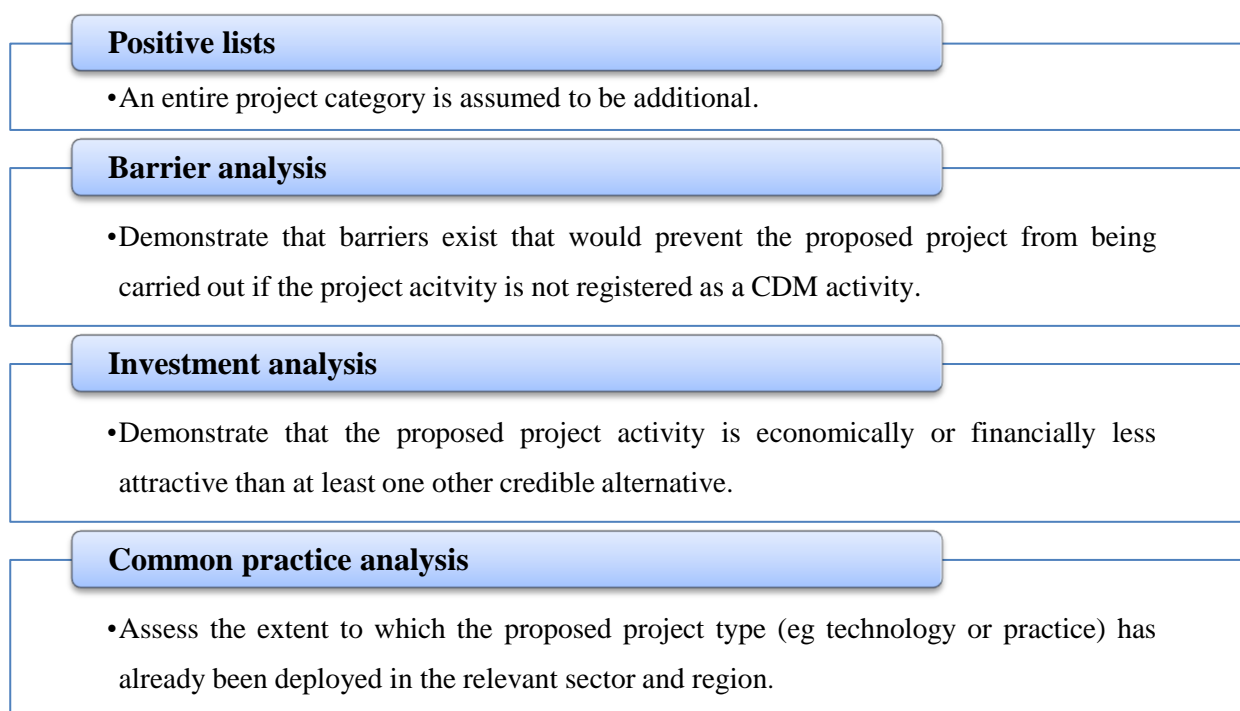 Positive lists
•An entire project category is assumed to be additional.
Barrier analysis
•Demonstrate that barriers exist that would prevent the proposed project from being
carried out if the project acitvity is not registered as a CDM activity.
Investment analysis
•Demonstrate that the proposed project activity is economically or financially less
attractive than at least one other credible alternative.
Common practice analysis
•Assess the extent to which the proposed project type (eg technology or practice) has
already been deployed in the relevant sector and region.